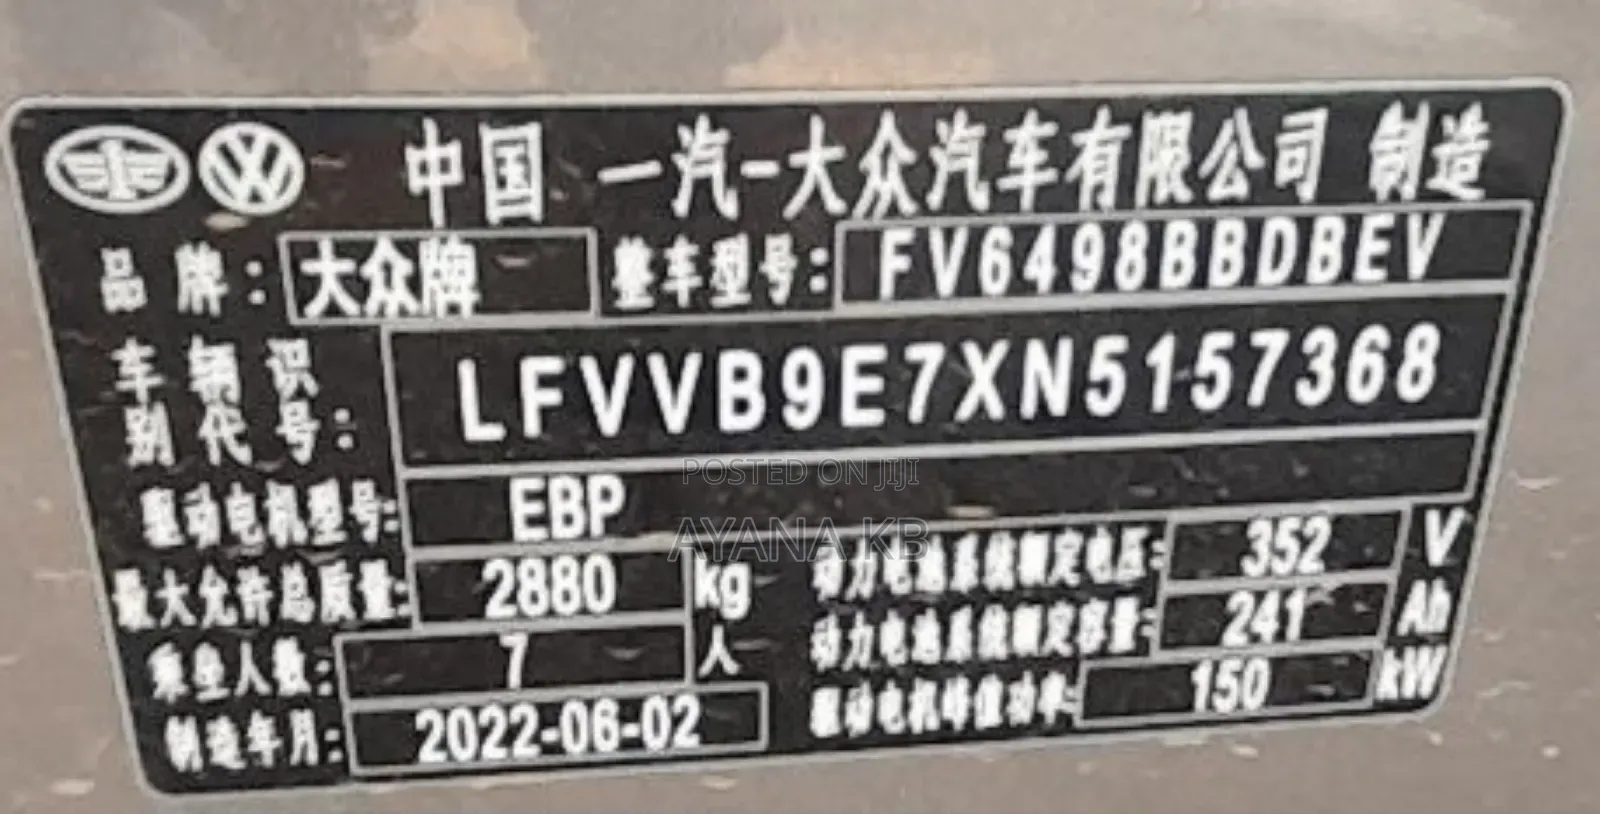 中国 一汽-大众汽车有限公司 制造
品牌: 大众牌 整车型号: FV6498BBDBEV
车辆识别代号: LFVVB9E7XN5157368
驱动电机型号: EBP
POSTED ON JIJI
AYANA KB
最大允许总质量: 2880 kg 动力电池系统额定电压: 352 V
乘坐人数: 7 人 动力电池系统额定容量: 241 Ah
制造年月: 2022-06-02 驱动电机峰值功率: 150 kW